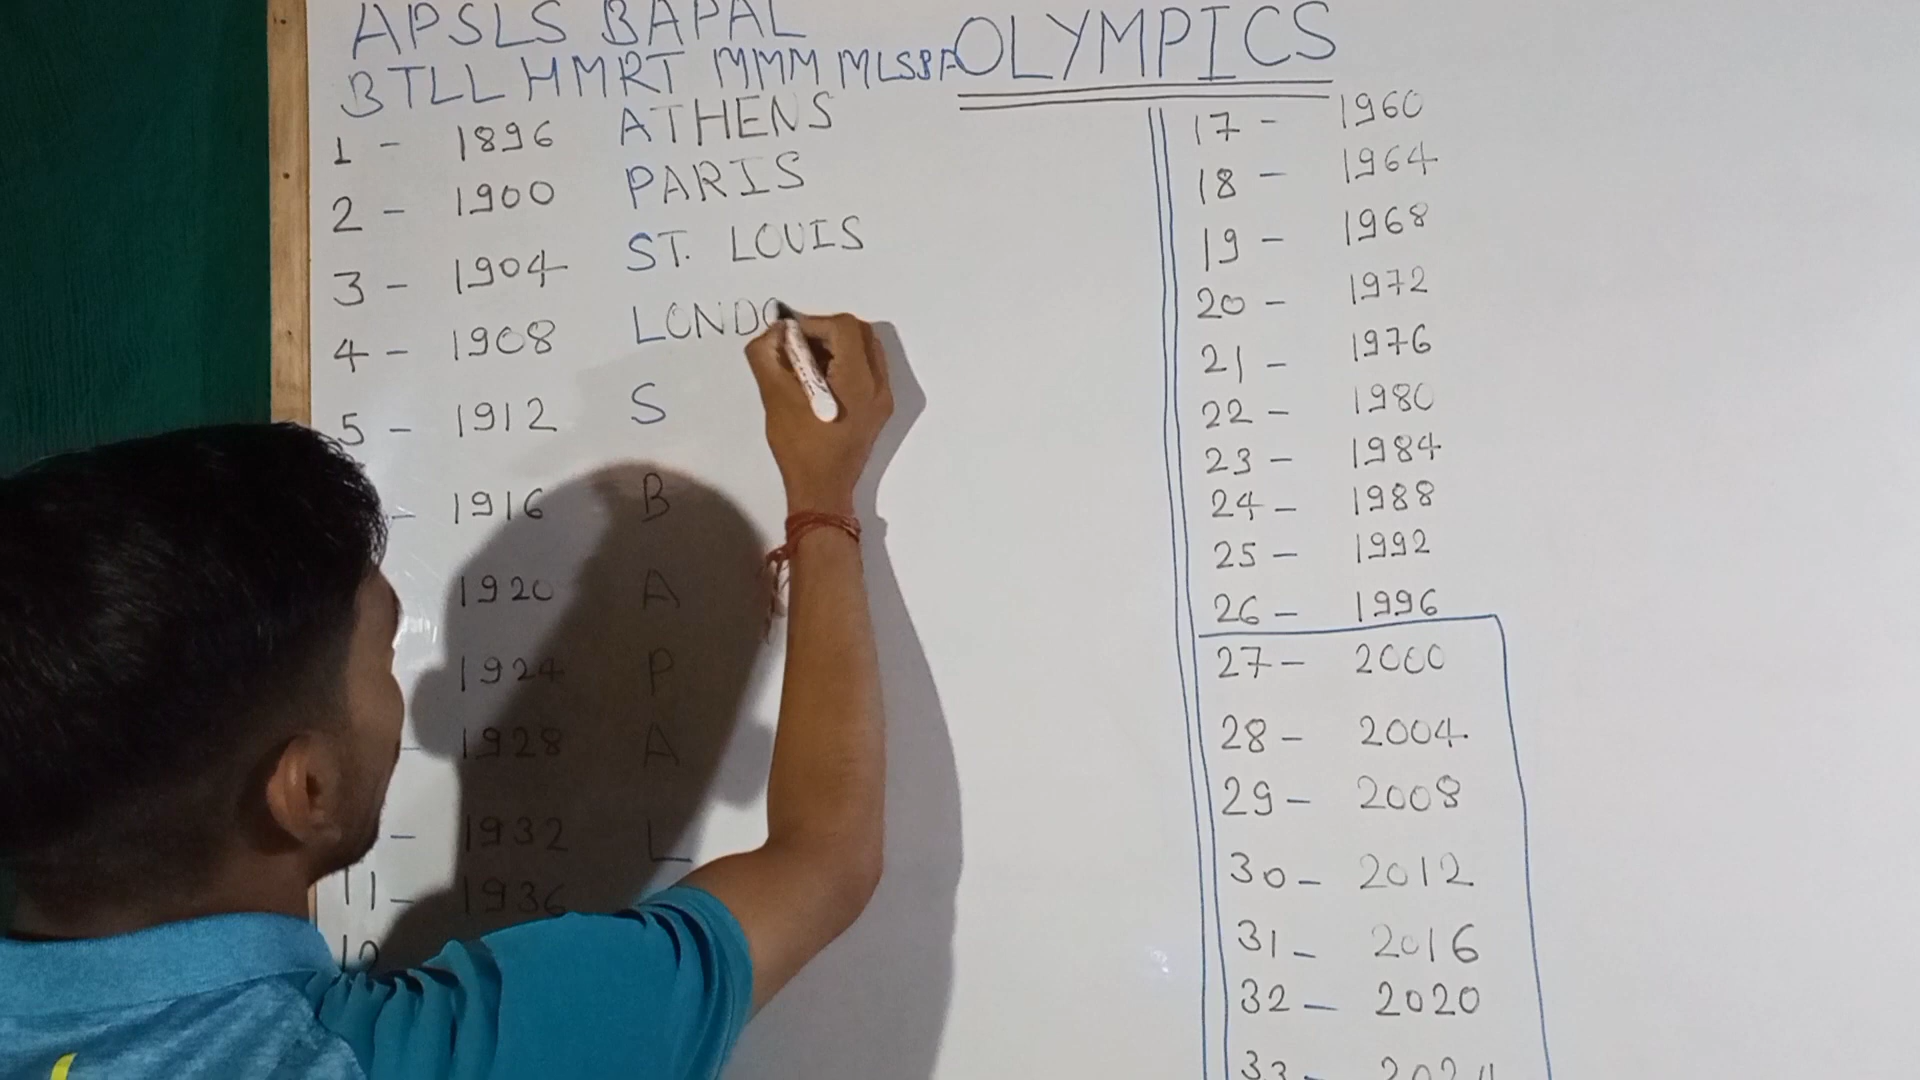 APSLS BAPAL
BTLL HMRT MMM MLSBA
OLYMPICS
1 - 1896 ATHENS
2 - 1900 PARIS
3 - 1904 ST. LOUIS
4 - 1908 LONDO
5 - 1912 S
- 1916 B
1920 A
1924 P
- 1928 A
- 1932 L
11 - 1936
12
17 - 1960
18 - 1964
19 - 1968
20 - 1972
21 - 1976
22 - 1980
23 - 1984
24 - 1988
25 - 1992
26 - 1996
27 - 2000
28 - 2004
29 - 2008
30 - 2012
31 - 2016
32 - 2020
33 - 2024